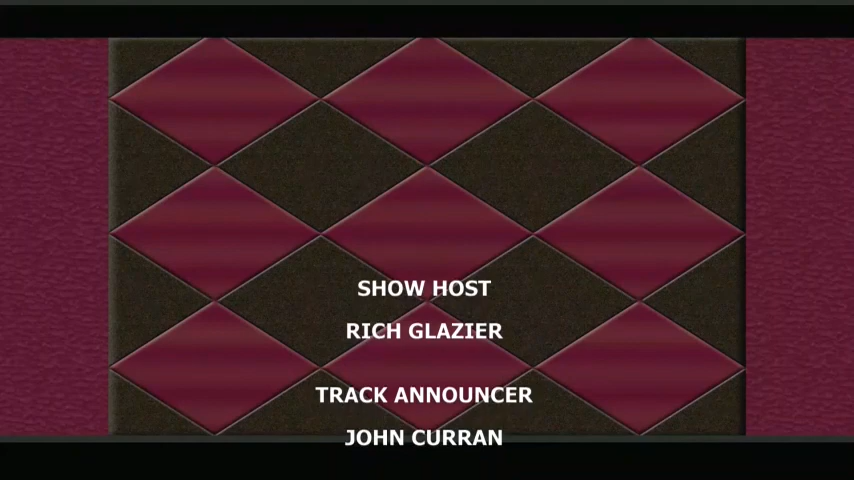 SHOW HOST
RICH GLAZIER
TRACK ANNOUNCER
JOHN CURRAN